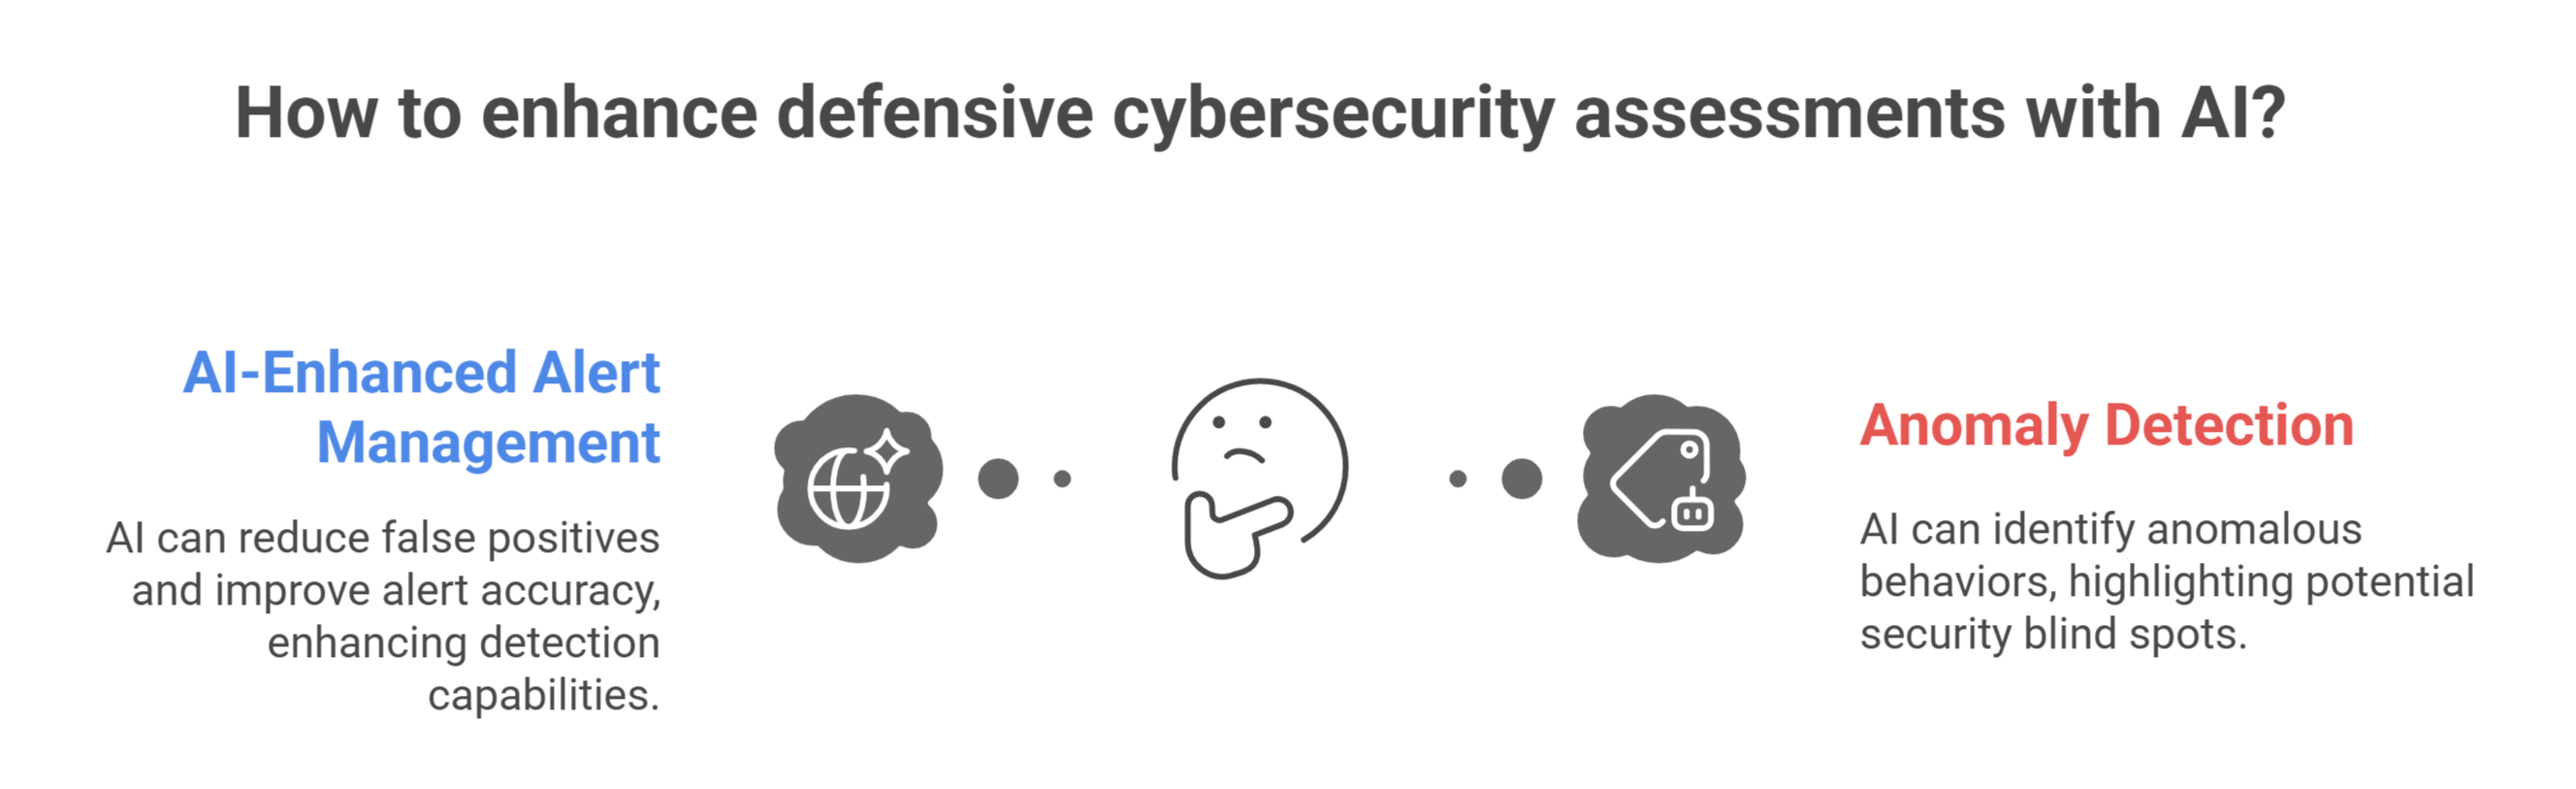 How to enhance defensive cybersecurity assessments with AI?
AI-Enhanced Alert
Management
AI can reduce false positives
and improve alert accuracy,
enhancing detection
capabilities.
Anomaly Detection
AI can identify anomalous
behaviors, highlighting potential
security blind spots.